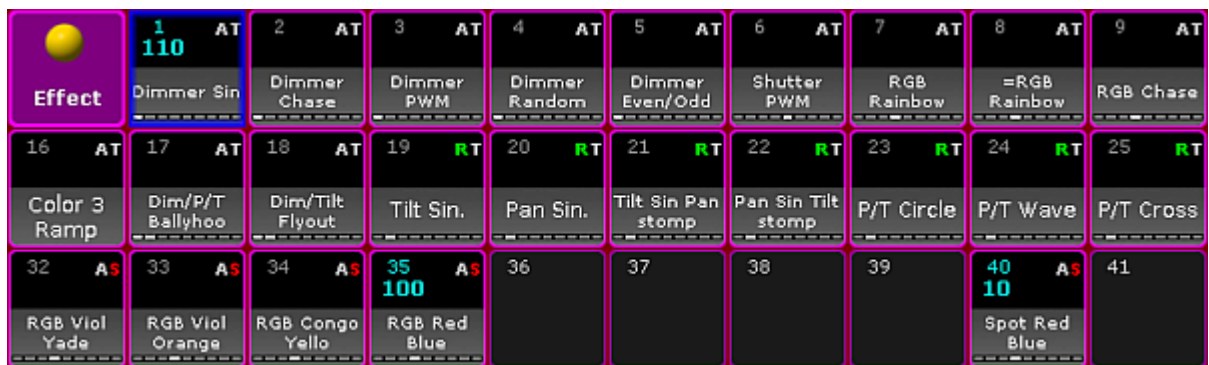 Effect
1 AT
110
Dimmer Sin
2 AT
Dimmer
Chase
3 AT
Dimmer
PWM
4 AT
Dimmer
Random
5 AT
Dimmer
Even/Odd
6 AT
Shutter
PWM
7 AT
RGB
Rainbow
8 AT
=RGB
Rainbow
9 AT
RGB Chase
16 AT
Color 3
Ramp
17 AT
Dim/P/T
Ballyhoo
18 AT
Dim/Tilt
Flyout
19 RT
Tilt Sin.
20 RT
Pan Sin.
21 RT
Tilt Sin Pan
stomp
22 RT
Pan Sin Tilt
stomp
23 RT
P/T Circle
24 RT
P/T Wave
25 RT
P/T Cross
32 AS
RGB Viol
Yade
33 AS
RGB Viol
Orange
34 AS
RGB Congo
Yello
35 AS
100
RGB Red
Blue
36
37
38
39
40 AS
10
Spot Red
Blue
41